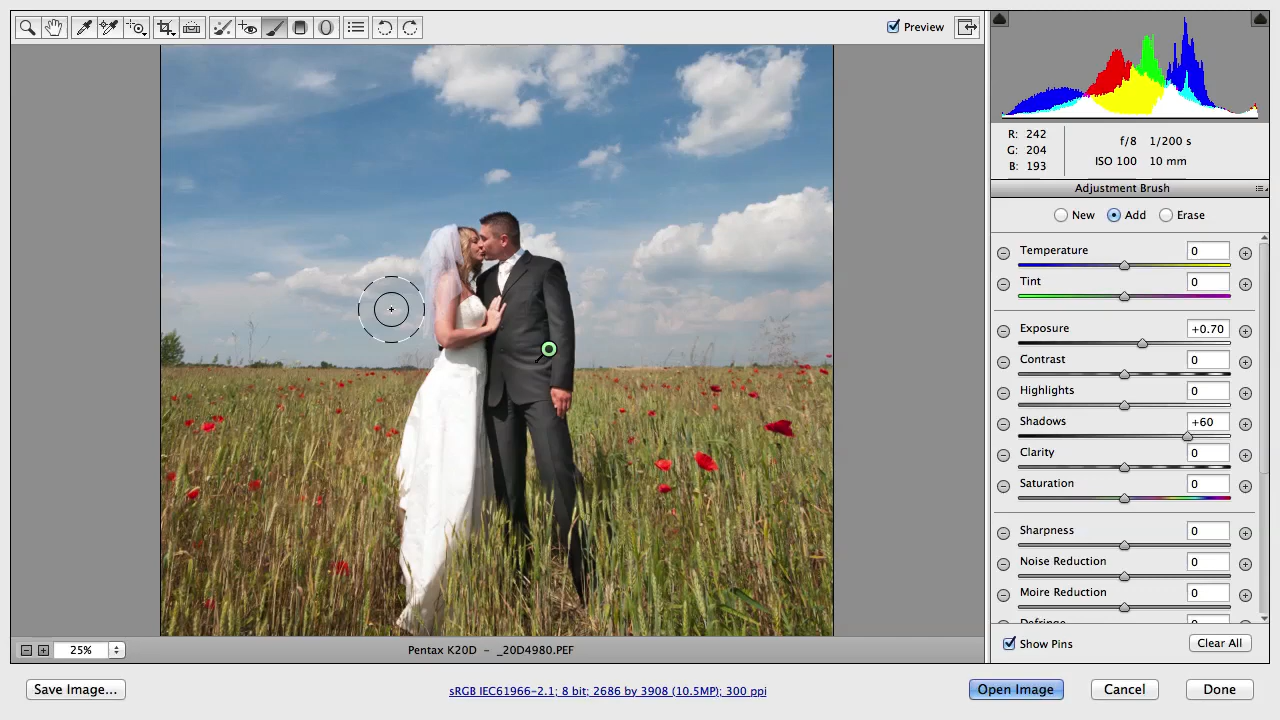 Preview
R: 242
G: 204
B: 193
f/8 1/200 s
ISO 100 10 mm
Adjustment Brush
New Add Erase
Temperature 0
Tint 0
Exposure +0.70
Contrast 0
Highlights 0
Shadows +60
Clarity 0
Saturation 0
Sharpness 0
Noise Reduction 0
Moire Reduction 0
Defringe 0
Show Pins Clear All
25% Pentax K20D - _20D4980.PEF
Save Image... sRGB IEC61966-2.1; 8 bit; 2686 by 3908 (10.5MP); 300 ppi Open Image Cancel Done